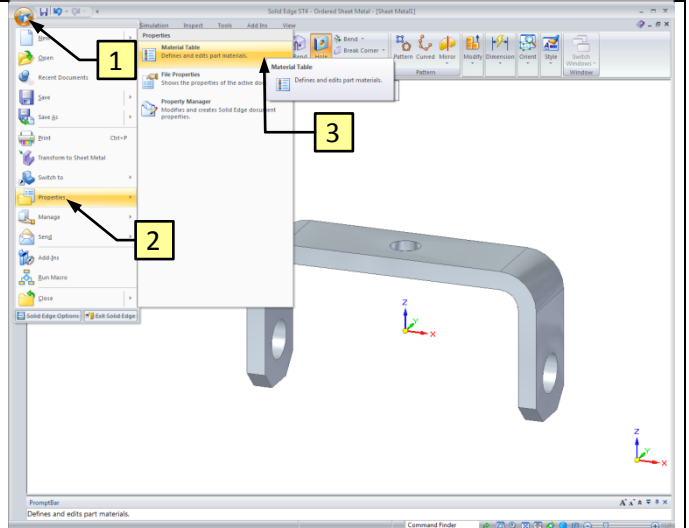 Solid Edge ST4 - Ordered Sheet Metal - [Sheet Metal1]
Simulation Inspect Tools Add Ins View
New
Open
Recent Documents
Save
Save As
Print Ctrl+P
Transform to Sheet Metal
Switch to
Properties
Manage
Send
Add-Ins
Run Macro
Close
Solid Edge Options Exit Solid Edge
Properties
Material Table
Defines and edits part materials.
File Properties
Shows the properties of the active
Property Manager
Modifies and creates Solid Edge document
properties.
Material Table
Defines and edits part materials.
Bend Hole
Bend
Break Corner
Pattern Curved Mirror
Modify Dimension Orient Style
Switch
Windows
Pattern
Window
1
2
3
Z
Y
X
Z
Y
X
PromptBar
Defines and edits part materials.
Command Finder